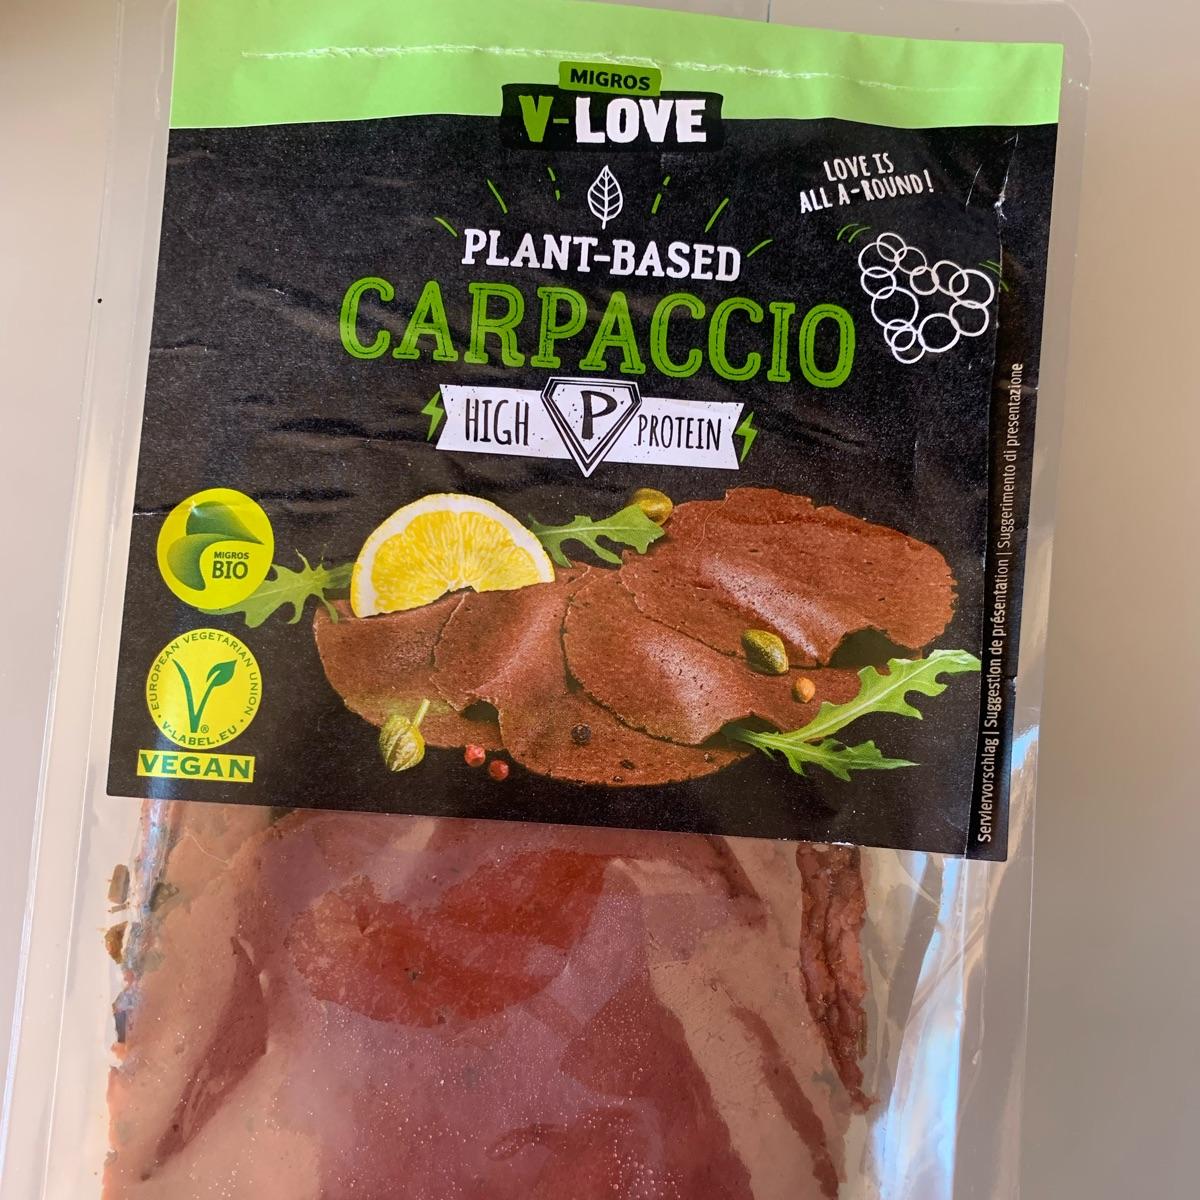 MIGROS
V-LOVE
LOVE IS
ALL A-ROUND!
PLANT-BASED
CARPACCIO
HIGH P PROTEIN
MIGROS
BIO
EUROPEAN VEGETARIAN UNION
V-LABEL.EU
VEGAN
Serviervorschlag | Suggestion de présentation | Suggerimento di presentazione